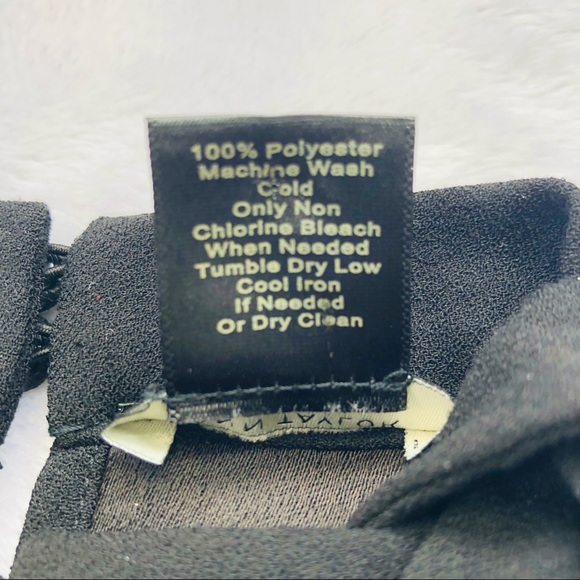 100% Polyester
Machine Wash
Cold
Only Non
Chlorine Bleach
When Needed
Tumble Dry Low
Cool Iron
If Needed
Or Dry Clean